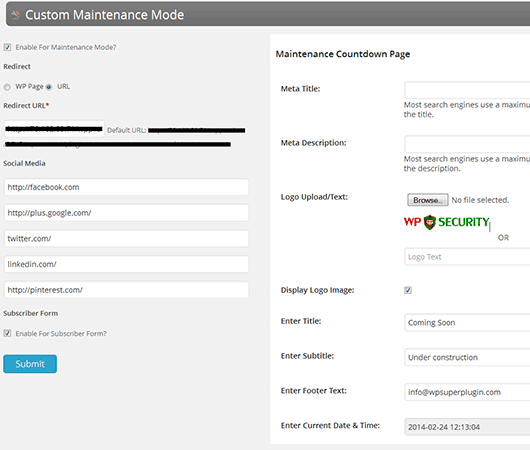 Custom Maintenance Mode
Enable For Maintenance Mode?
Redirect
WP Page
URL
Redirect URL*
Default URL:
Social Media
http://facebook.com
http://plus.google.com/
twitter.com/
linkedin.com/
http://pinterest.com/
Subscriber Form
Enable For Subscriber Form?
Submit
Maintenance Countdown Page
Meta Title:
Most search engines use a maximu
the title.
Meta Description:
Most search engines use a maximu
the description.
Logo Upload/Text:
Browse... No file selected.
WP SECURITY
OR
Logo Text
Display Logo Image:
Enter Title:
Coming Soon
Enter Subtitle:
Under construction
Enter Footer Text:
info@wpsuperplugin.com
Enter Current Date & Time:
2014-02-24 12:13:04